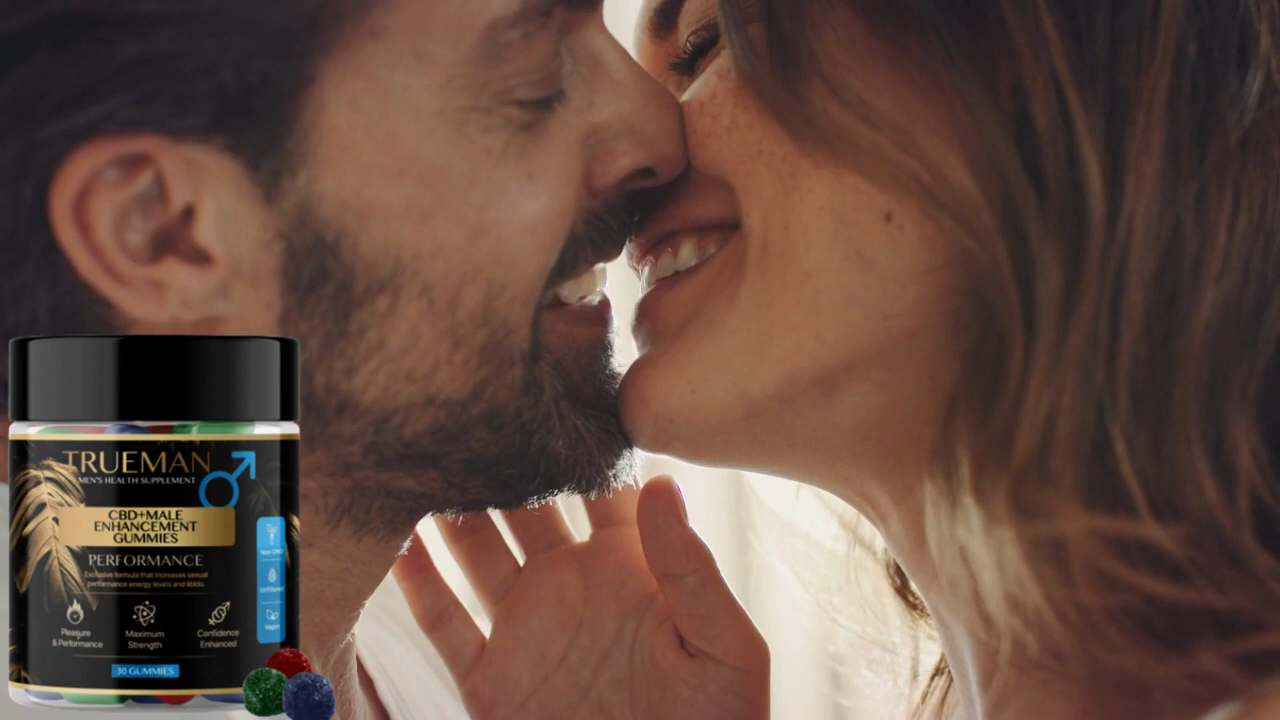 TRUEMAN
MEN'S HEALTH SUPPLEMENT
CBD+MALE
ENHANCEMENT
GUMMIES
PERFORMANCE
Exclusive formula that increases sexual
performance energy levels and libido.
Pleasure
& Performance
Maximum
Strength
Confidence
Enhanced
Non GMO
Unfiltered
Vegan
30 GUMMIES